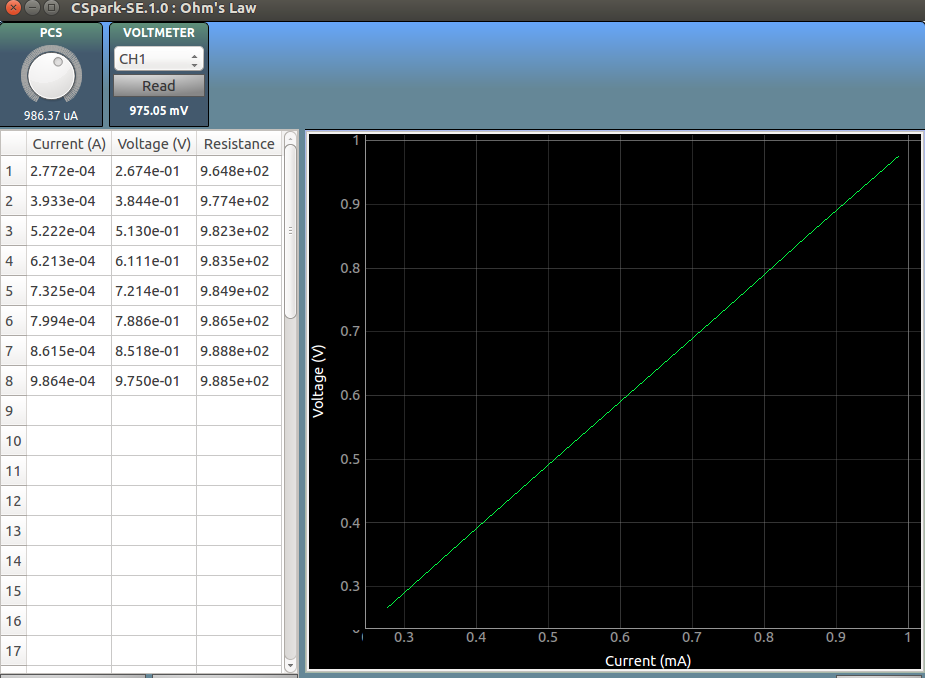 CSpark-SE.1.0 : Ohm's Law
PCS
986.37 uA
VOLTMETER
CH1
Read
975.05 mV
Current (A) Voltage (V) Resistance
1 2.772e-04 2.674e-01 9.648e+02
2 3.933e-04 3.844e-01 9.774e+02
3 5.222e-04 5.130e-01 9.823e+02
4 6.213e-04 6.111e-01 9.835e+02
5 7.325e-04 7.214e-01 9.849e+02
6 7.994e-04 7.886e-01 9.865e+02
7 8.615e-04 8.518e-01 9.888e+02
8 9.864e-04 9.750e-01 9.885e+02
9
10
11
12
13
14
15
16
17
1
0.9
0.8
0.7
0.6
0.5
0.4
0.3
Voltage (V)
0.3 0.4 0.5 0.6 0.7 0.8 0.9 1
Current (mA)